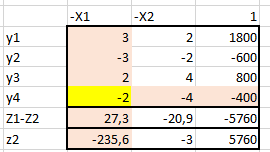 -X1 -X2 1
y1 3 2 1800
y2 -3 -2 -600
y3 2 4 800
y4 -2 -4 -400
Z1-Z2 27,3 -20,9 -5760
z2 -235,6 -3 5760